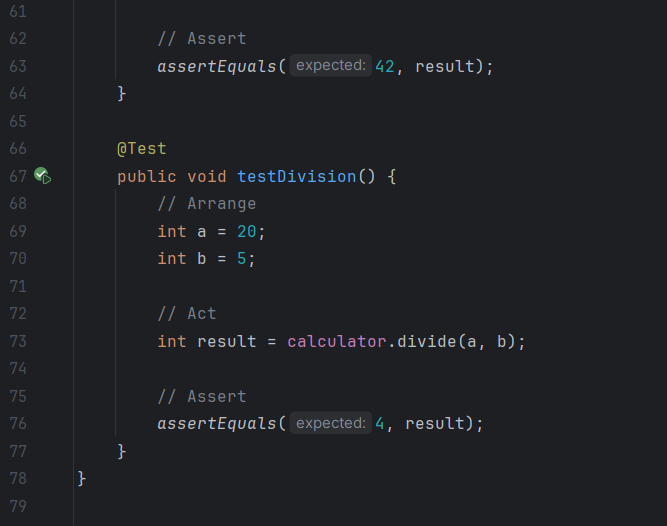 61
62 // Assert
63 assertEquals( expected: 42, result);
64 }
65
66 @Test
67 public void testDivision() {
68 // Arrange
69 int a = 20;
70 int b = 5;
71
72 // Act
73 int result = calculator.divide(a, b);
74
75 // Assert
76 assertEquals( expected: 4, result);
77 }
78 }
79